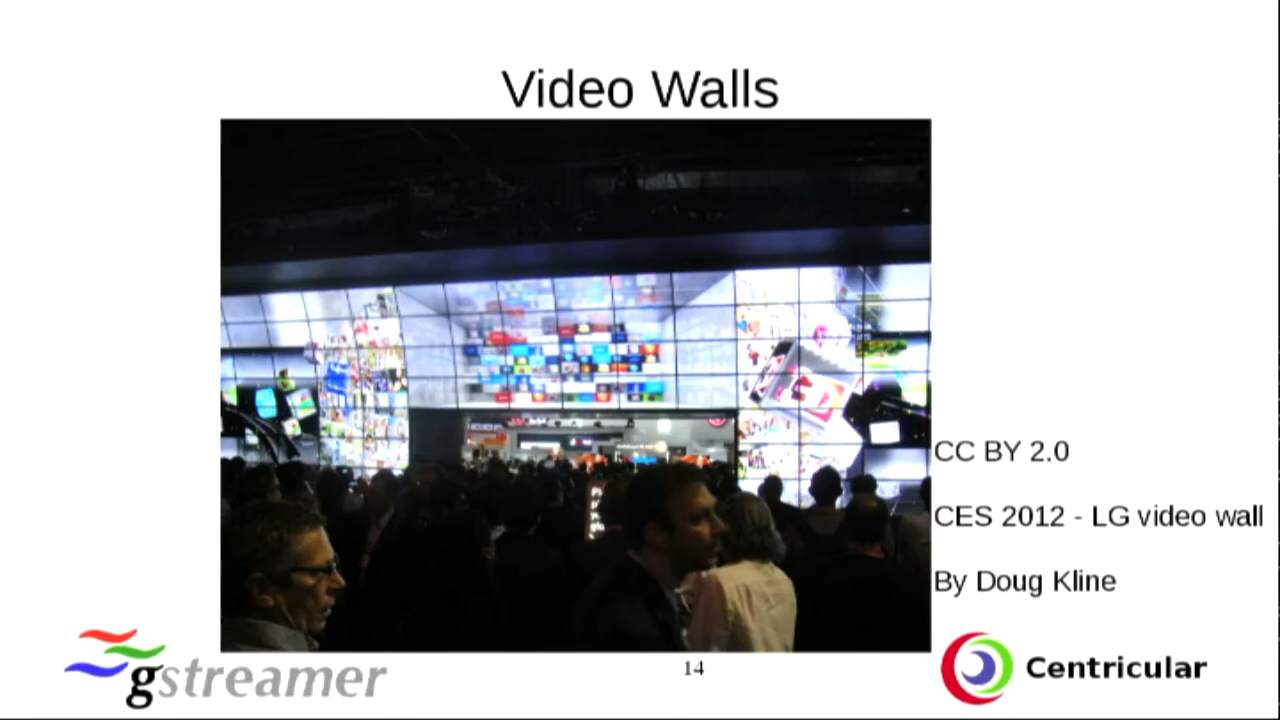 Video Walls
CC BY 2.0
CES 2012 - LG video wall
By Doug Kline
gstreamer
14
Centricular